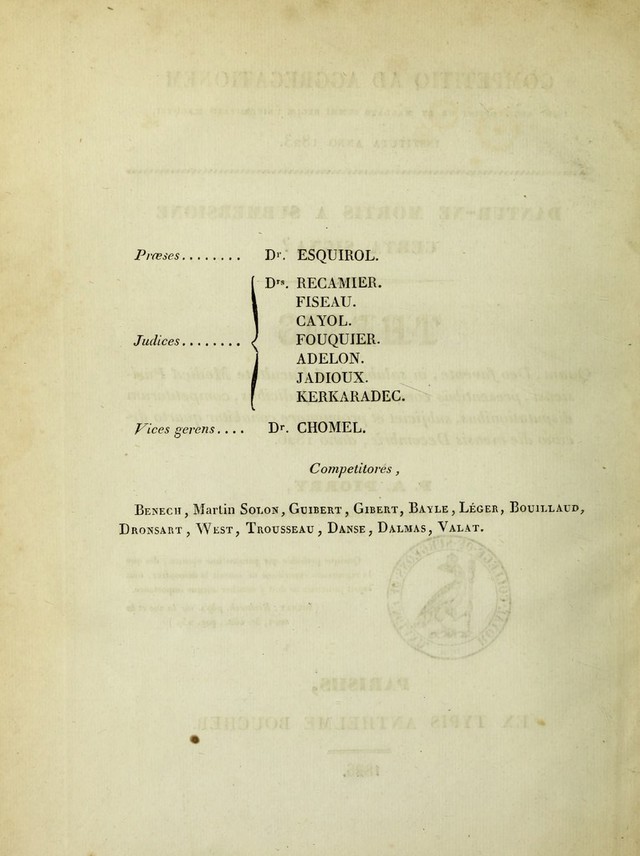 Præses........ Dr. ESQUIROL.
Drs. RECAMIER.
FISEAU.
CAYOL.
Judices........ FOUQUIER.
ADELON.
JADIOUX.
KERKARADEC.
Vices gerens.... Dr. CHOMEL.
Competitores,
Benech, Martin Solon, Guibert, Gibert, Bayle, Léger, Bouillaud,
Dronsart, West, Trousseau, Danse, Dalmas, Valat.